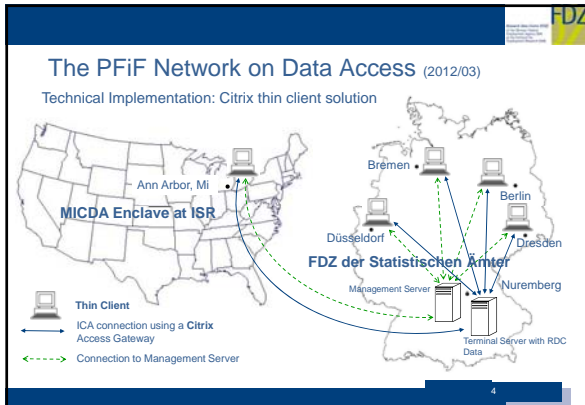 FDZ
The PFiF Network on Data Access (2012/03)
Technical Implementation: Citrix thin client solution
Ann Arbor, Mi
MICDA Enclave at ISR
Bremen
Berlin
Düsseldorf
Dresden
FDZ der Statistischen Ämter
Management Server
Nuremberg
Terminal Server with RDC
Data
Thin Client
ICA connection using a Citrix
Access Gateway
Connection to Management Server
4